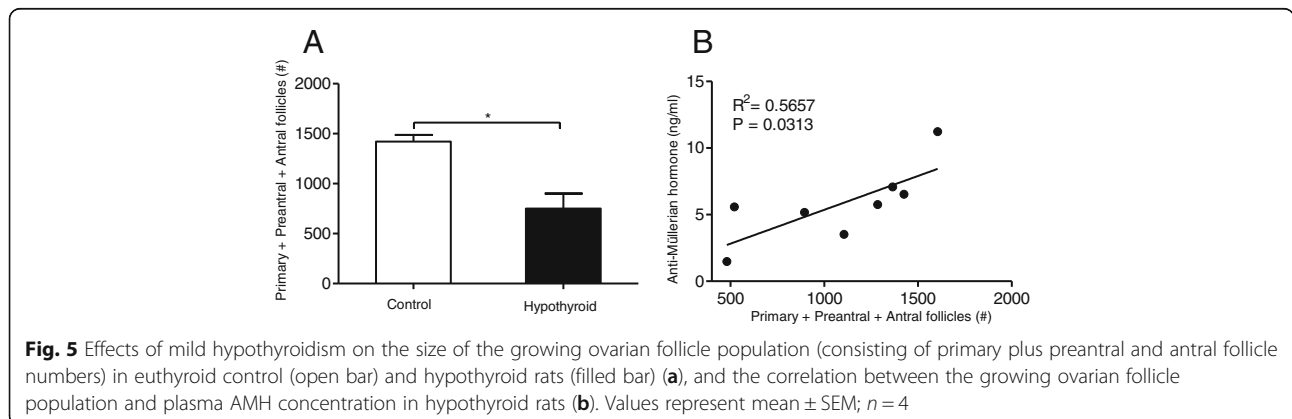 A
Primary + Preantral + Antral follicles (#)
2000
1500
1000
500
0
*
Control
Hypothyroid
B
Anti-Müllerian hormone (ng/ml)
15
10
5
0
R²= 0.5657
P = 0.0313
500
1000
1500
2000
Primary + Preantral + Antral follicles (#)
Fig. 5 Effects of mild hypothyroidism on the size of the growing ovarian follicle population (consisting of primary plus preantral and antral follicle
numbers) in euthyroid control (open bar) and hypothyroid rats (filled bar) (a), and the correlation between the growing ovarian follicle
population and plasma AMH concentration in hypothyroid rats (b). Values represent mean ± SEM; n = 4